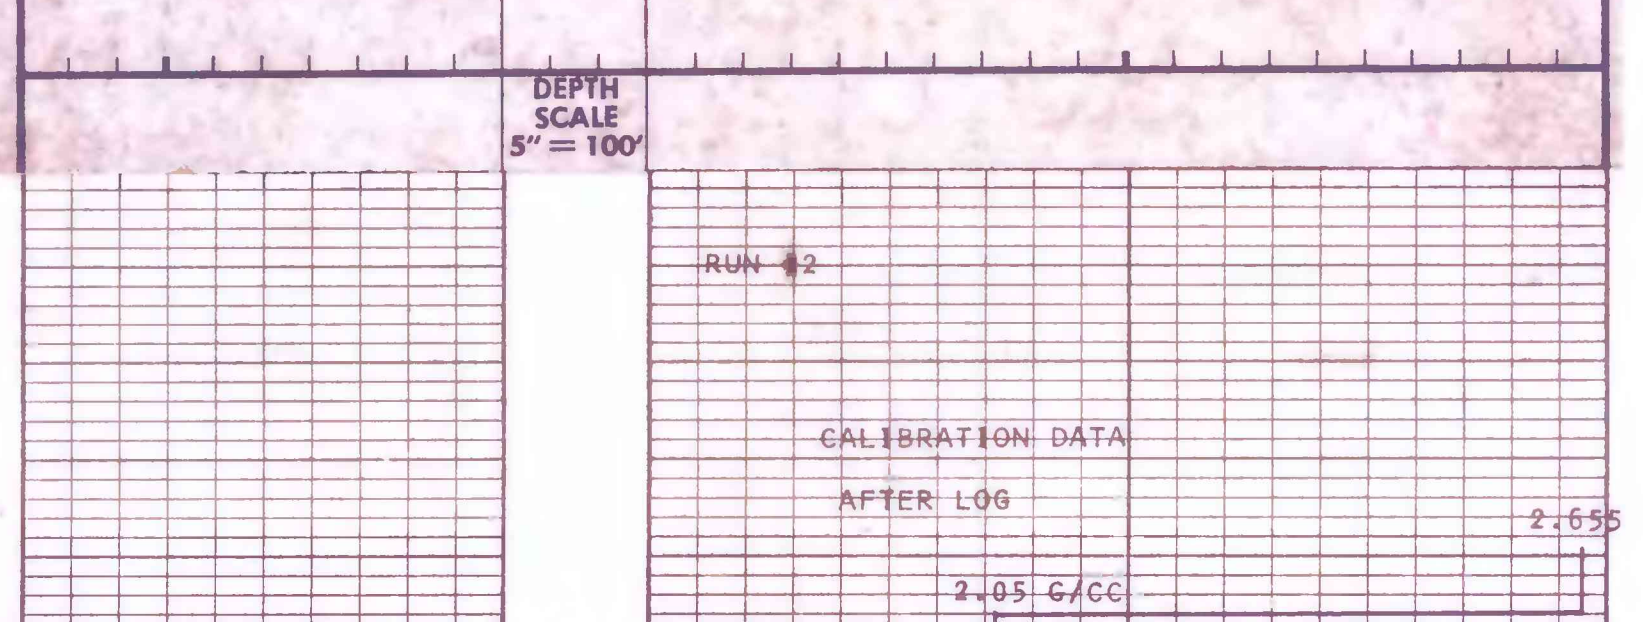 DEPTH
SCALE
5" = 100'
RUN 2
CALIBRATION DATA
AFTER LOG
2.655
2.05 G/CC